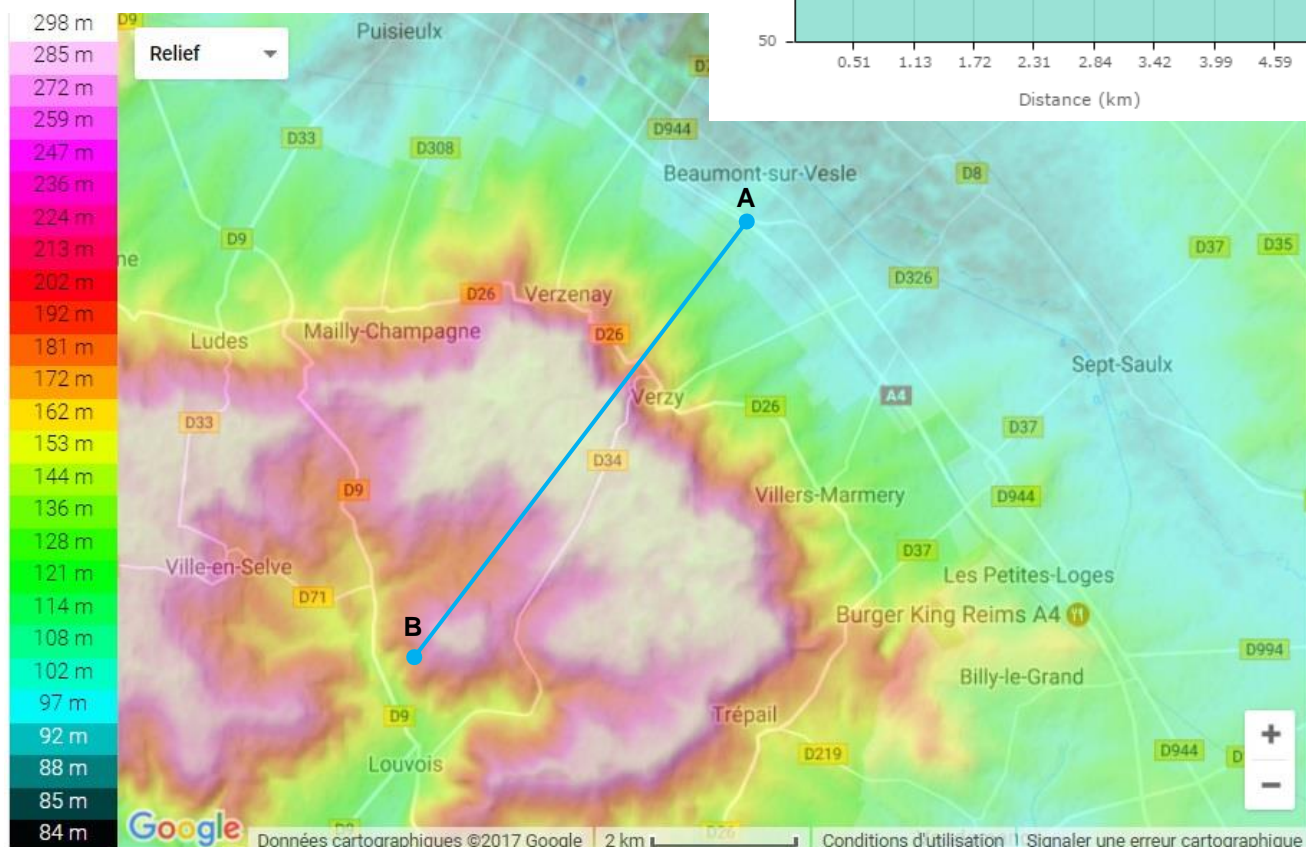 298 m
285 m
272 m
259 m
247 m
236 m
224 m
213 m
202 m
192 m
181 m
172 m
162 m
153 m
144 m
136 m
128 m
121 m
114 m
108 m
102 m
97 m
92 m
88 m
85 m
84 m
D9
Relief
Puisieulx
50
0.51 1.13 1.72 2.31 2.84 3.42 3.99 4.59
Distance (km)
D33
D308
D944
Beaumont-sur-Vesle
D8
A
D9
D37
D35
ne
D326
D26
Verzenay
Mailly-Champagne
D26
Ludes
Sept-Saulx
Verzy
D26
A4
D33
D37
D34
D9
Villers-Marmery
D944
D37
Ville-en-Selve
Les Petites-Loges
D71
Burger King Reims A4
B
D994
Billy-le-Grand
D9
Trépail
D219
D944
Louvois
+
−
Google
D9
Données cartographiques ©2017 Google
2 km
D26
Conditions d'utilisation
Signaler une erreur cartographique